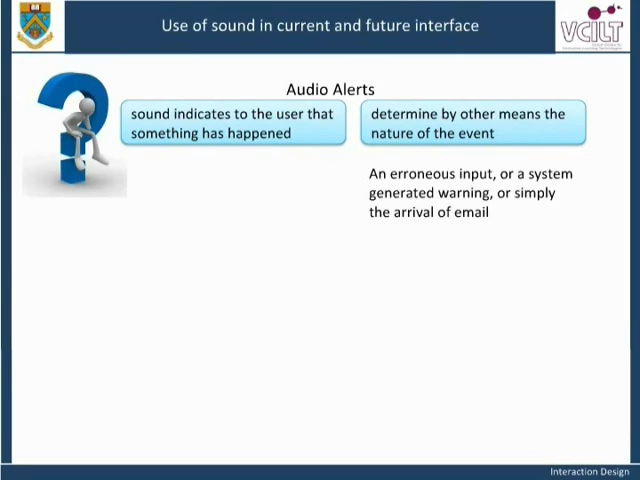 Use of sound in current and future interface
VCILT
Audio Alerts
sound indicates to the user that
something has happened
determine by other means the
nature of the event
An erroneous input, or a system
generated warning, or simply
the arrival of email
Interaction Design